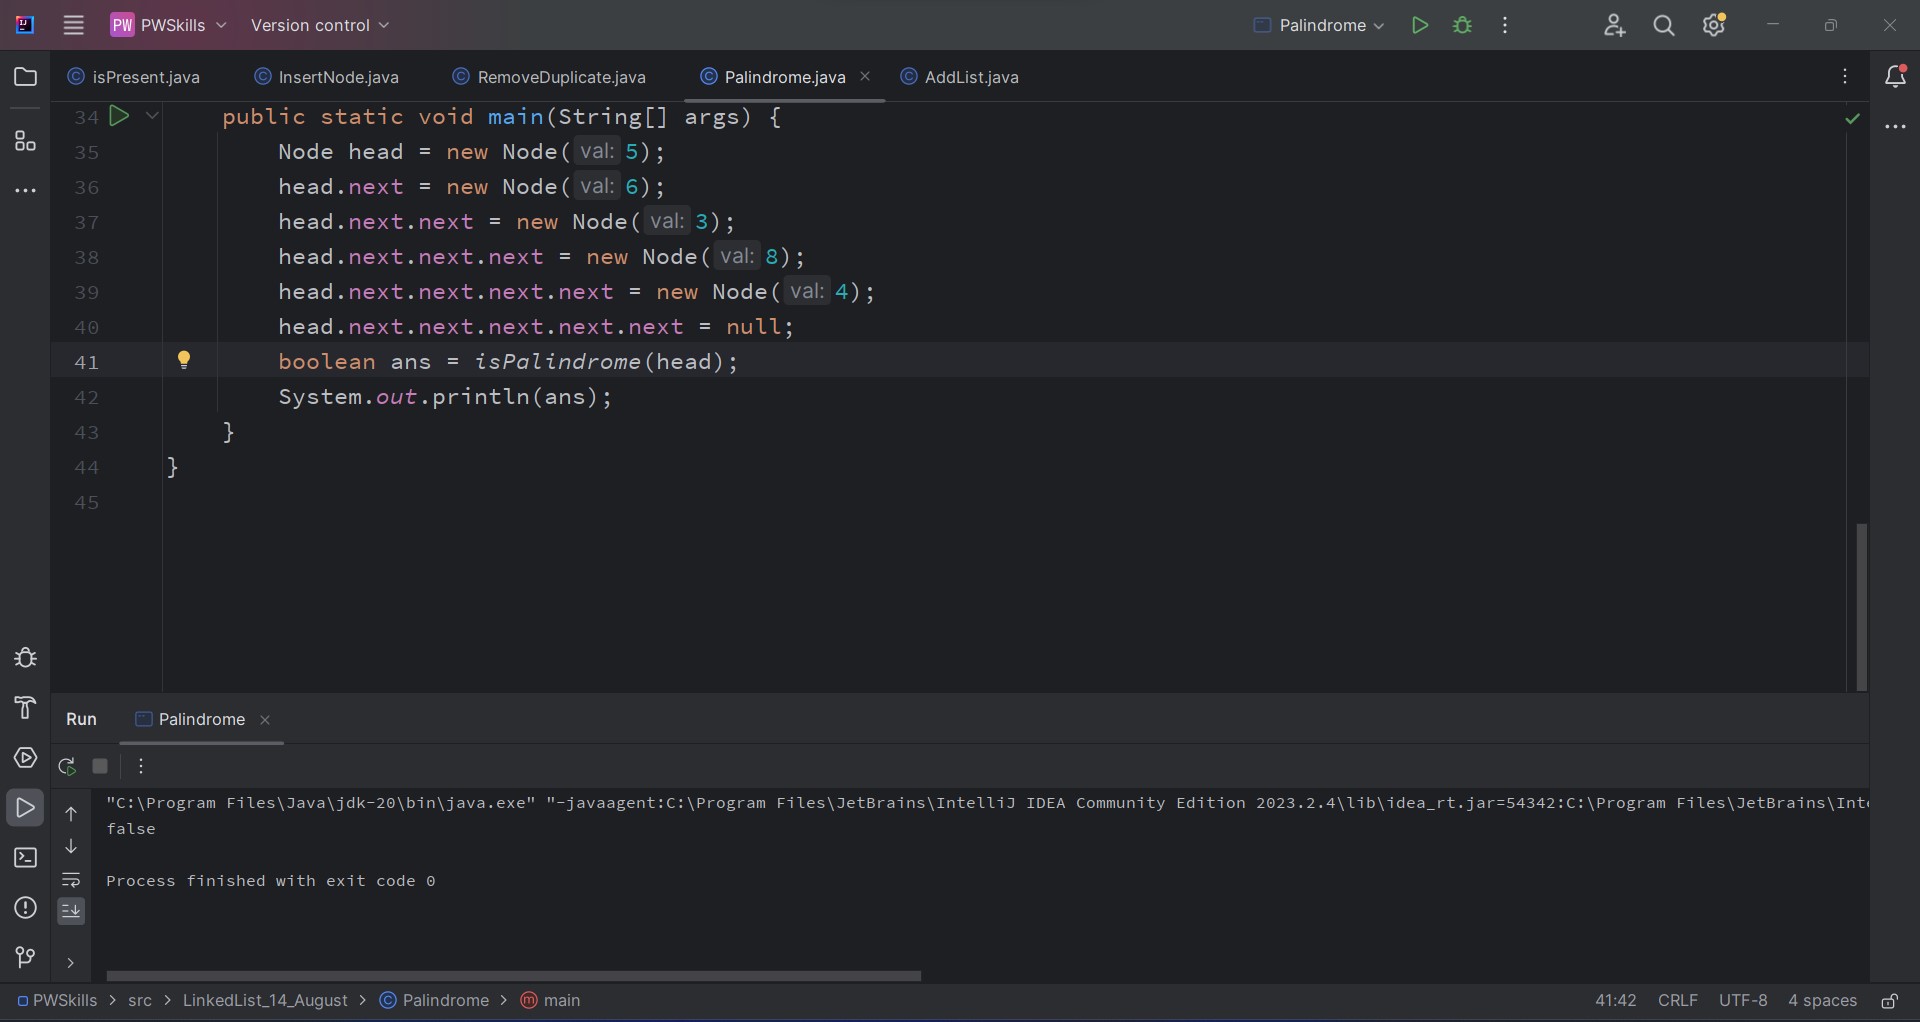 PW PWSkills Version control Palindrome
isPresent.java InsertNode.java RemoveDuplicate.java Palindrome.java AddList.java
34 public static void main(String[] args) {
35 Node head = new Node( val: 5);
36 head.next = new Node( val: 6);
37 head.next.next = new Node( val: 3);
38 head.next.next.next = new Node( val: 8);
39 head.next.next.next.next = new Node( val: 4);
40 head.next.next.next.next.next = null;
41 boolean ans = isPalindrome(head);
42 System.out.println(ans);
43 }
44 }
45
Run Palindrome
"C:\Program Files\Java\jdk-20\bin\java.exe" "-javaagent:C:\Program Files\JetBrains\IntelliJ IDEA Community Edition 2023.2.4\lib\idea_rt.jar=54342:C:\Program Files\JetBrains\Inte
false
Process finished with exit code 0
PWSkills > src > LinkedList_14_August > Palindrome > main 41:42 CRLF UTF-8 4 spaces